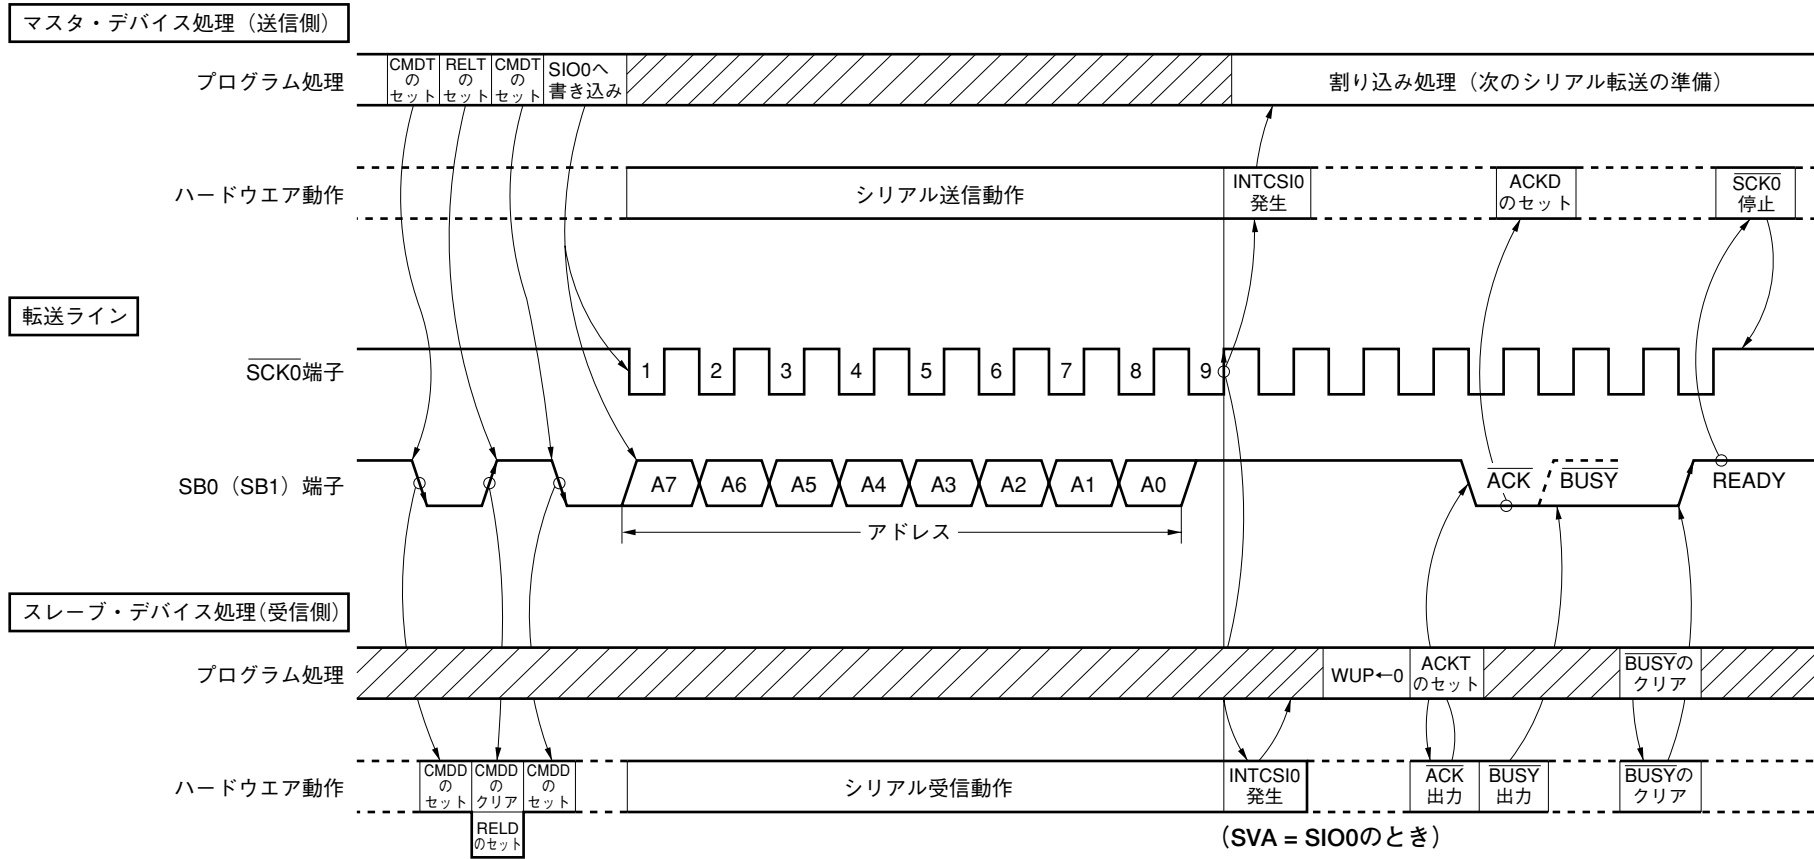 マスタ・デバイス処理（送信側）
プログラム処理
CMDT
の
セット
RELT
の
セット
CMDT
の
セット
SIO0へ
書き込み
割り込み処理（次のシリアル転送の準備）
ハードウエア動作
シリアル送信動作
INTCSI0
発生
ACKD
のセット
SCK0
停止
転送ライン
SCK0端子
1 2 3 4 5 6 7 8 9
SB0（SB1）端子
A7 A6 A5 A4 A3 A2 A1 A0
ACK
BUSY
READY
アドレス
スレーブ・デバイス処理（受信側）
プログラム処理
WUP←0
ACKT
のセット
BUSYの
クリア
ハードウエア動作
CMDD
の
セット
CMDD
の
クリア
CMDD
の
セット
RELD
のセット
シリアル受信動作
INTCSI0
発生
ACK
出力
BUSY
出力
BUSYの
クリア
（SVA = SIO0のとき）